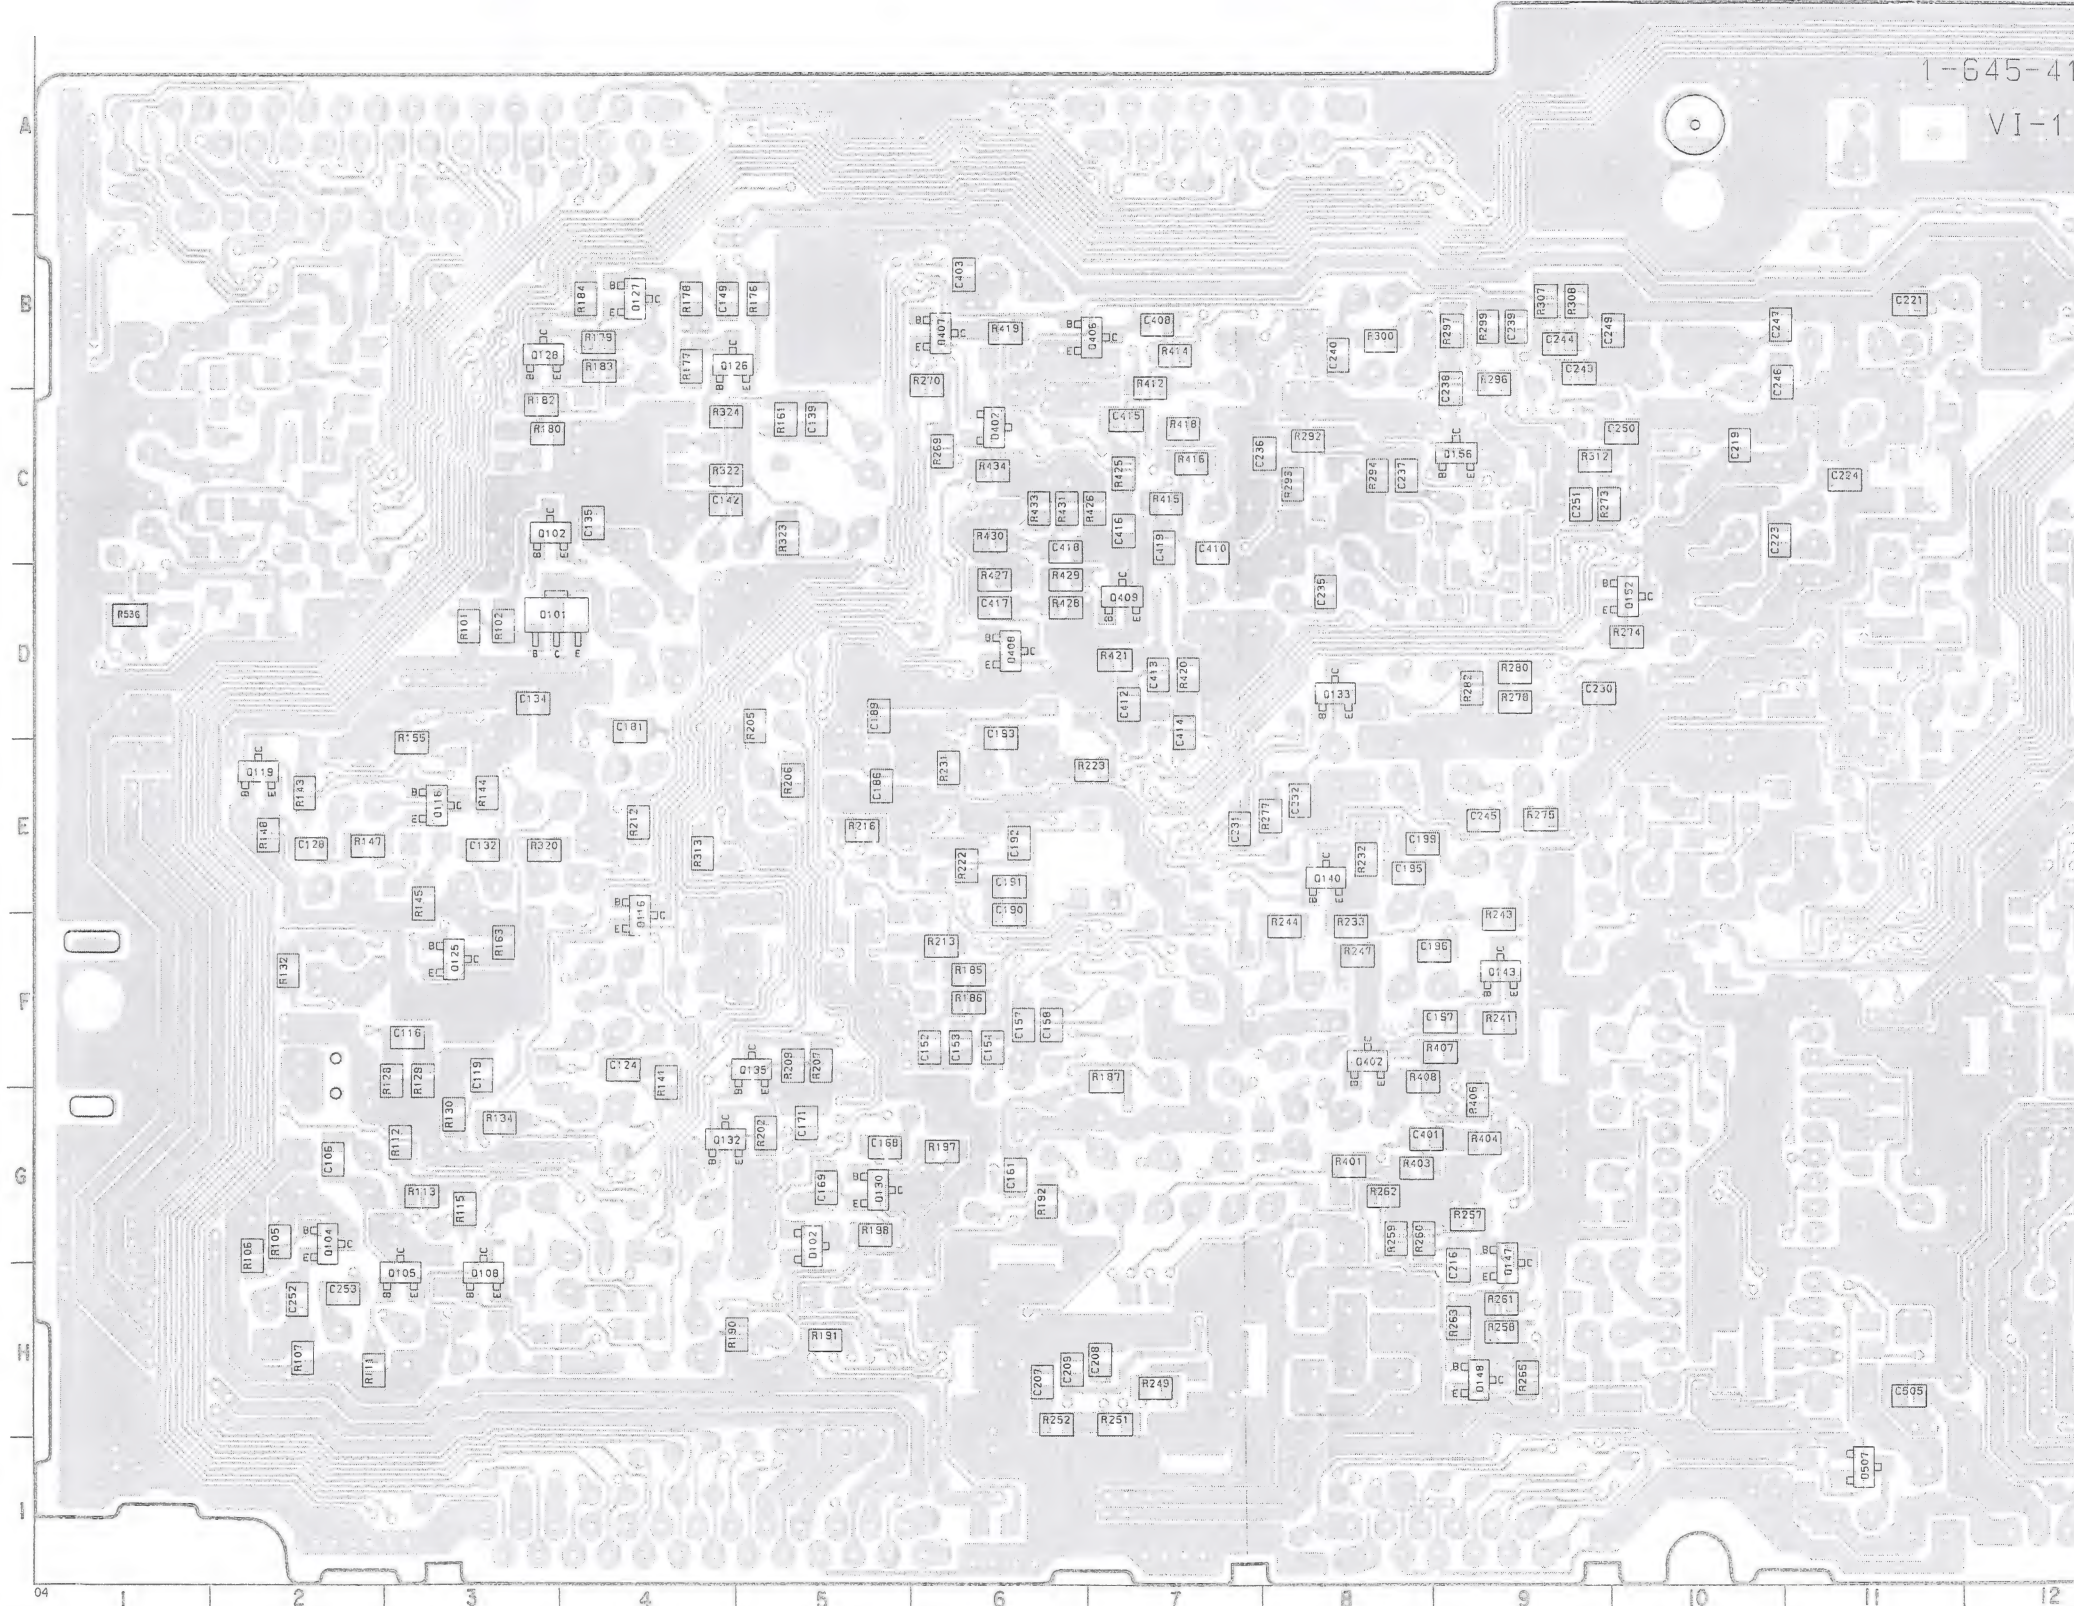 1-645-41
VI-1
A
B
C
D
E
F
G
H
I
04
1 2 3 4 5 6 7 8 9 10 11 12
C403
R184 B C E Q127 R178 C149 R176
R307 R308 C221
B C E Q407 R419 B C E Q406 C408 R297 R299 C239 C249 C247
C B E Q128 R179 R183 R177 C B E Q126 R414 C240 R300 C244 C243
R270 R412 C238 R296 C246
R182 R180 R324 R161 C139
D407 C415 R418 R292 C250 C219
R269 R434 R425 R416 C236 R293 R294 C237 C B E Q156 R312 C224
R322 C142
R433 R431 R426 R415 C251 R273
C B E Q102 C135 R323 R430 C418 C416 C419 C410 C223
R427 R429 C B E Q409 C235 B C E Q152
R536 R101 R102 Q101 B C E C417 R428
R274
B C E Q408 R421 C413 R420 R280
C134 C189 C412 C B E Q133 R282 R278 C230
C181 R205 C193 C414
R155
C B E Q119 R143 B C E Q118 R144 R206 C186 R231 R223
R148 R212 R216 C231 R277 C232 C245 R275
C128 R147 C132 R320 R313 R222 C192 C199
R232 C195 C B E Q140
R145 B C E Q116 C191 C190
R244 R233 R243
B C E Q125 R163 R213 R247 C196
R132 R185 C B E Q143
R186
C116 C157 C158 C197 R241
C152 C153 C154 R407
R128 R129 C119 C124 R141 C B E Q135 R209 R207 R187 C B E Q402 R408
R130 R134 R406
R112 C B E Q132 R202 C171 C168 R197 C401 R404
C106 C161 R401 R403
R113 R115 C169 B C E Q130 R192 R262
R257
R106 R105 B C E Q104 D102 R198 R259 R260
C B E Q105 C B E Q108 C216 B C E Q147
C252 C253 R261
R190 R191 R263 R258
R107 R111 C207 C209 C208 R249 B C E Q148 R265 C505
R252 R251
D507